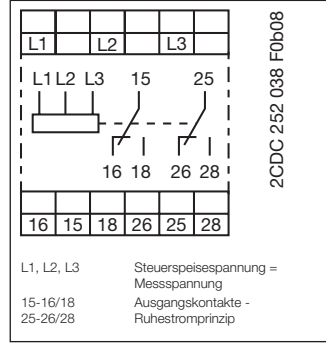 L1 L2 L3
L1 L2 L3 15 25
16 18 26 28
16 15 18 26 25 28
2CDC 252 038 F0b08
L1, L2, L3 Steuerspeisespannung =
Messspannung
15-16/18 Ausgangskontakte -
25-26/28 Ruhestromprinzip